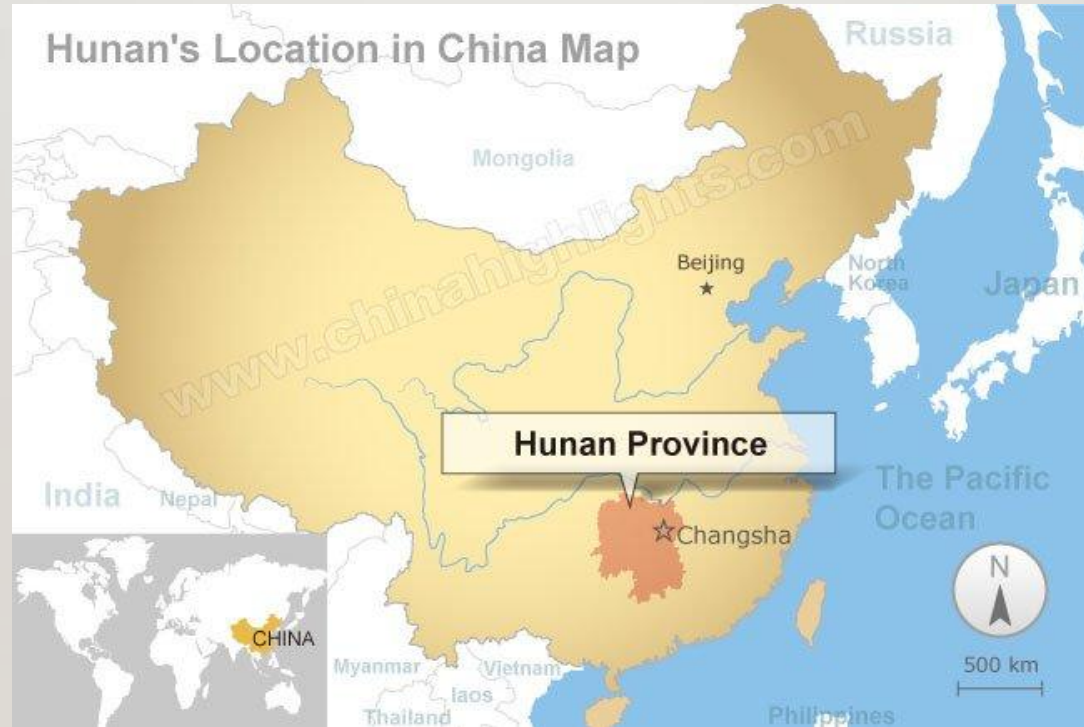 Hunan's Location in China Map
Russia
Mongolia
www.chinahighlights.com
Beijing
North
Korea
Japan
Hunan Province
India
Nepal
The Pacific
Ocean
Changsha
N
CHINA
Myanmar
Vietnam
laos
Thailand
Philippines
500 km